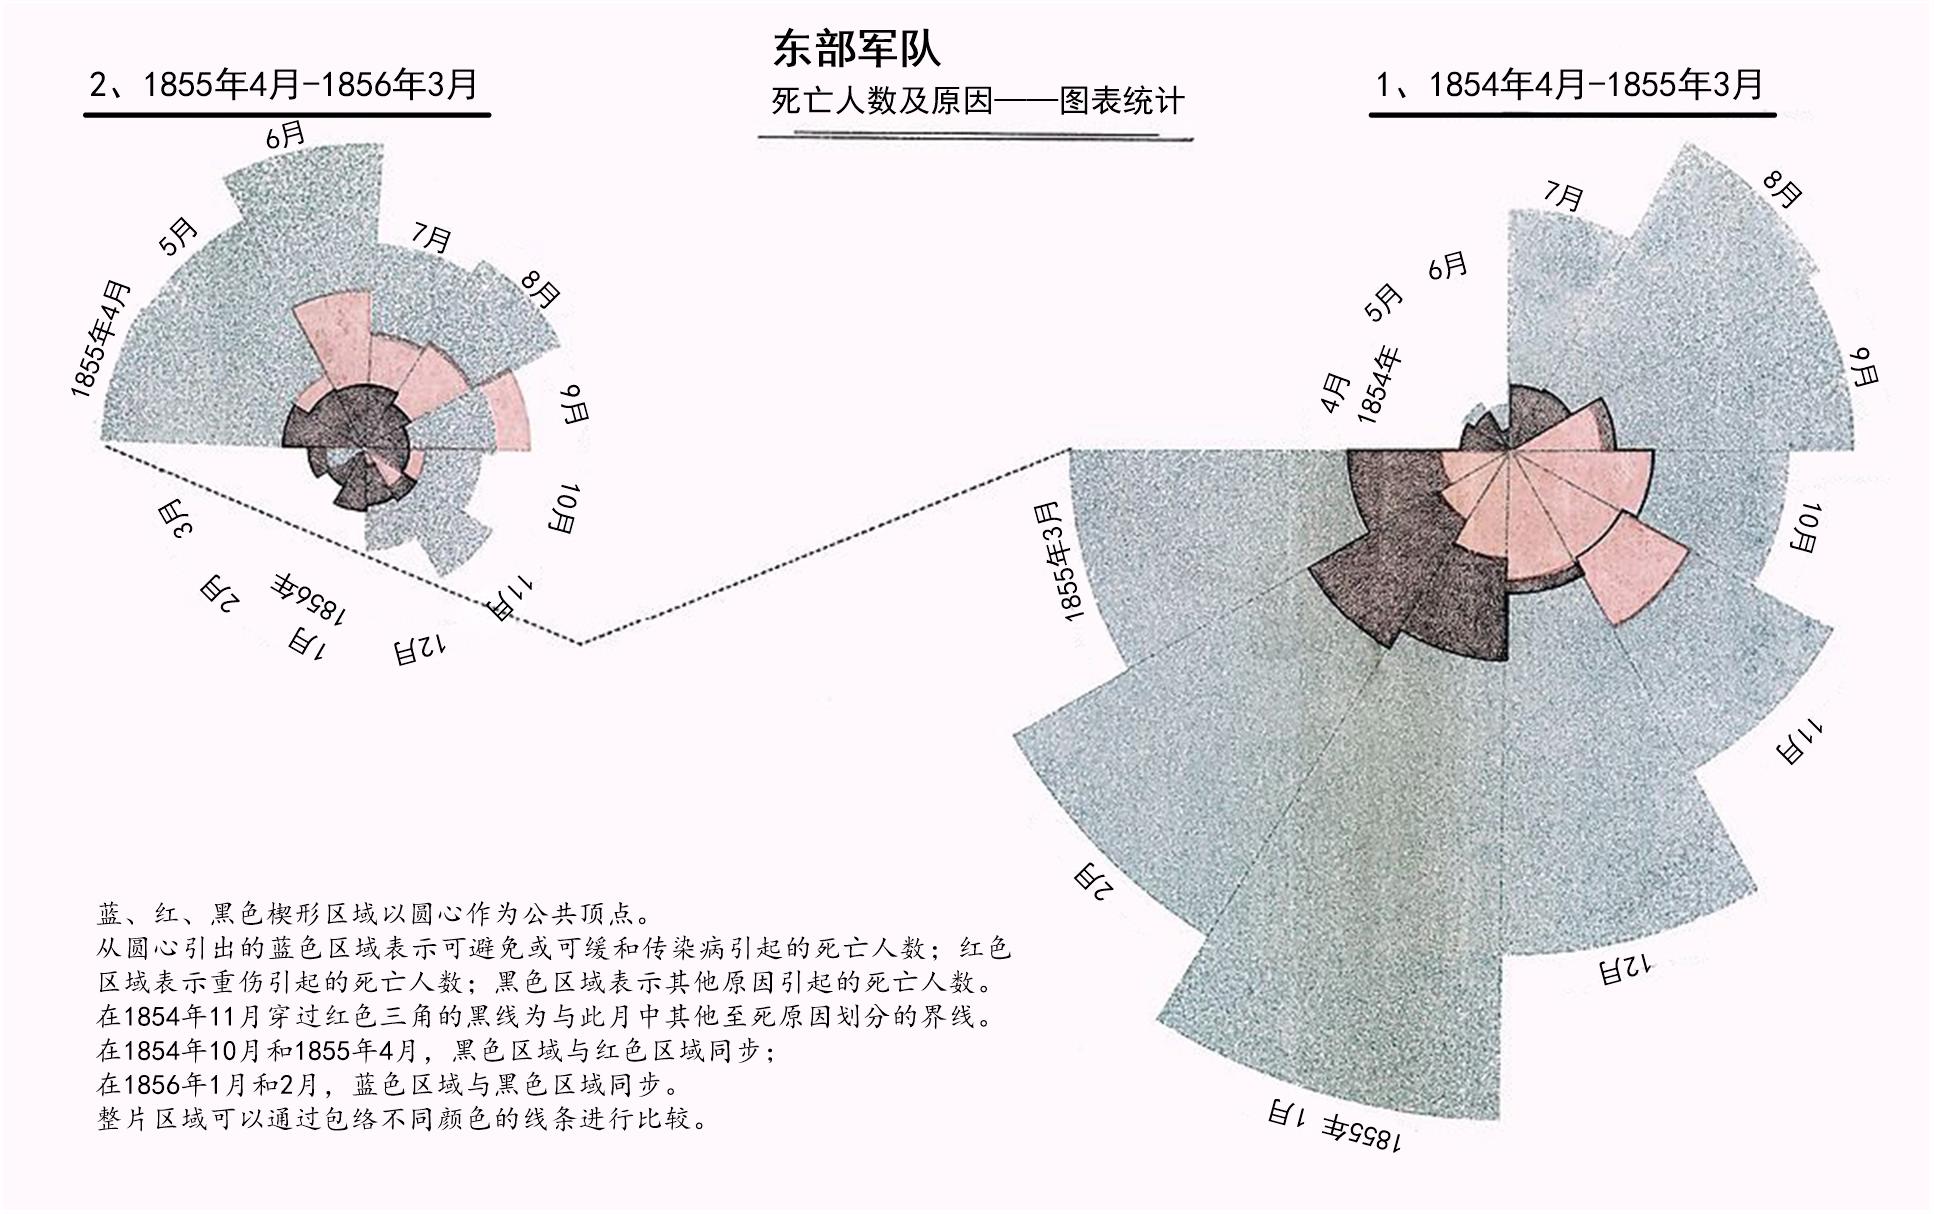 东部军队
死亡人数及原因——图表统计
2、1855年4月-1856年3月
1855年4月
5月
6月
7月
8月
9月
10月
11月
12月
1856年
1月
2月
3月
1、1854年4月-1855年3月
4月
1854年
5月
6月
7月
8月
9月
10月
11月
12月
1855年 1月
2月
1855年3月
蓝、红、黑色楔形区域以圆心作为公共顶点。
从圆心引出的蓝色区域表示可避免或可缓和传染病引起的死亡人数；红色
区域表示重伤引起的死亡人数；黑色区域表示其他原因引起的死亡人数。
在1854年11月穿过红色三角的黑线为与此月中其他至死原因划分的界线。
在1854年10月和1855年4月，黑色区域与红色区域同步；
在1856年1月和2月，蓝色区域与黑色区域同步。
整片区域可以通过包络不同颜色的线条进行比较。